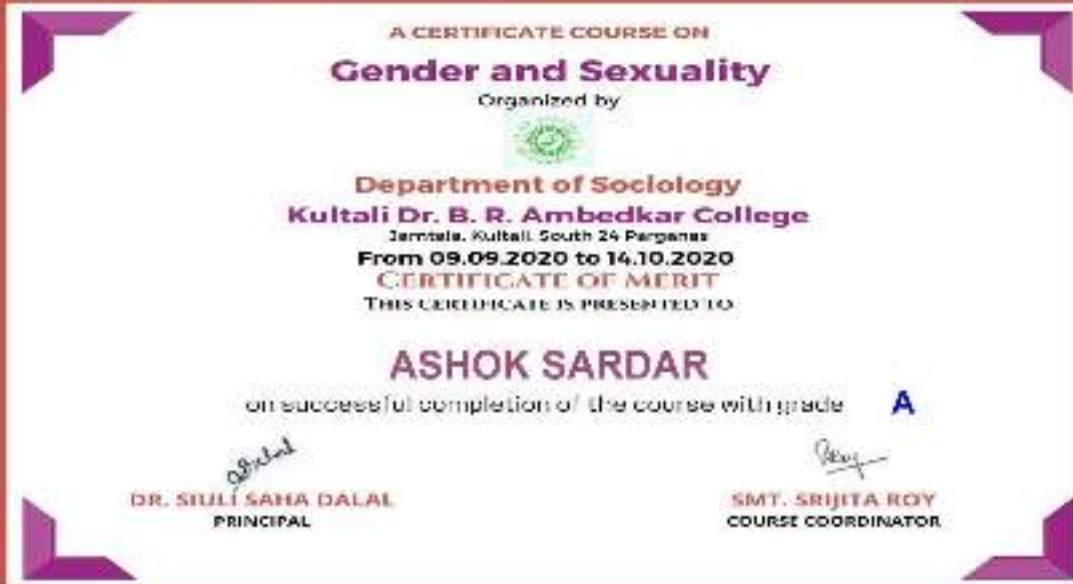 A CERTIFICATE COURSE ON
Gender and Sexuality
Organized by
Department of Sociology
Kultali Dr. B. R. Ambedkar College
Jamtala, Kultali, South 24 Parganas
From 09.09.2020 to 14.10.2020
CERTIFICATE OF MERIT
THIS CERTIFICATE IS PRESENTED TO
ASHOK SARDAR
on successful completion of the course with grade A
DR. SIULI SAHA DALAL
PRINCIPAL
SMT. SRIJITA ROY
COURSE COORDINATOR